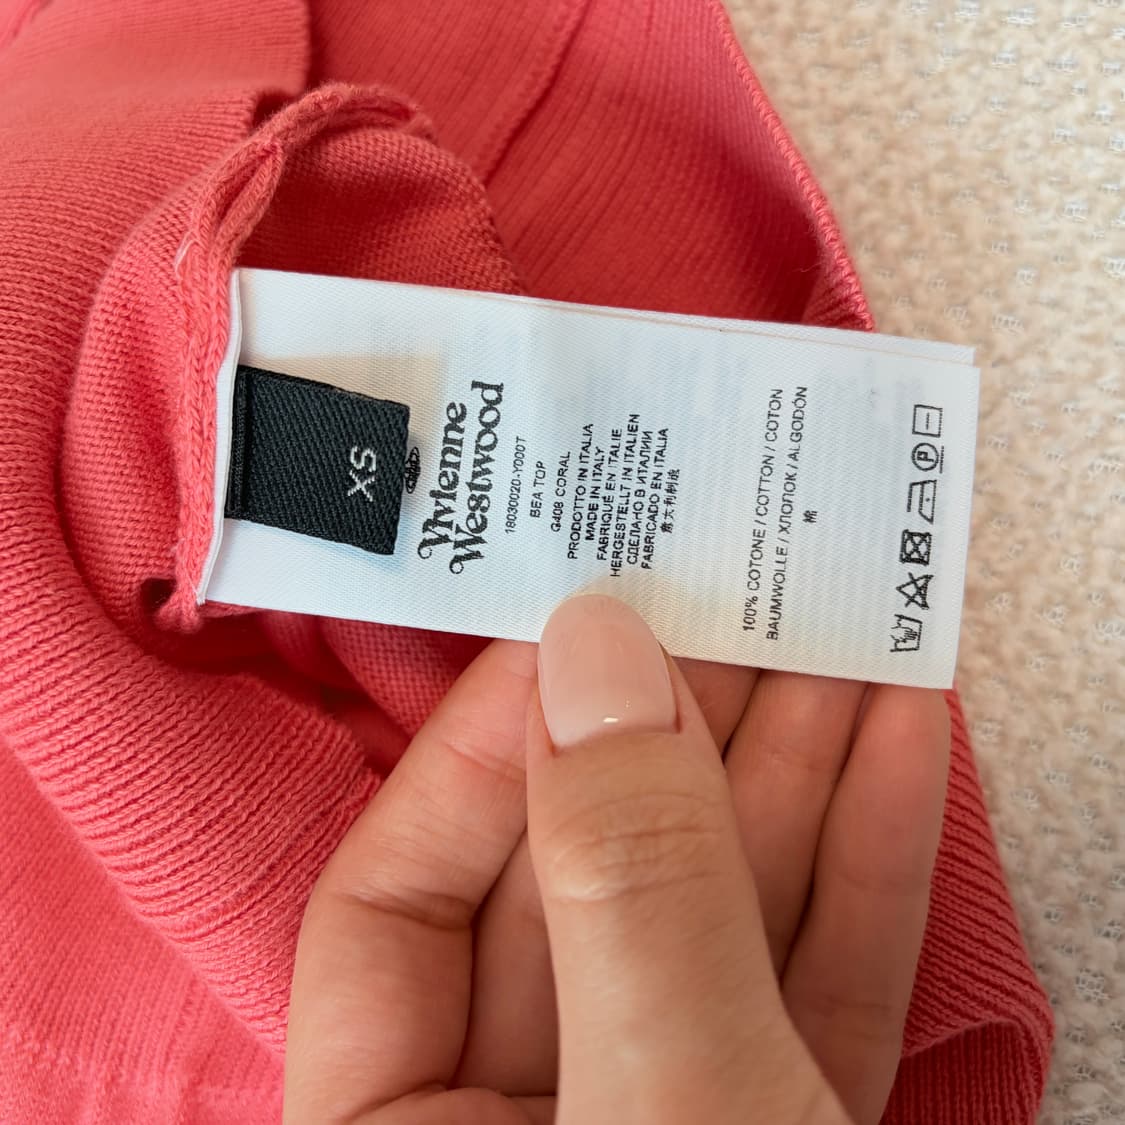 XS
Vivienne
Westwood
18030020-Y000T
BEA TOP
G408 CORAL
PRODOTTO IN ITALIA
MADE IN ITALY
FABRIQUÉ EN ITALIE
HERGESTELLT IN ITALIEN
СДЕЛАНО В ИТАЛИИ
FABRICADO EN ITALIA
意大利制造
100% COTONE / COTTON / COTON
BAUMWOLLE / ХЛОПОК / ALGODÓN
棉
P